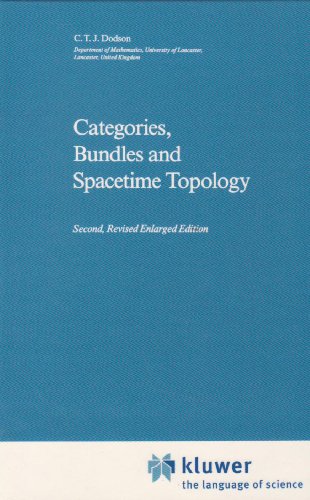 C. T. J. Dodson
Department of Mathematics, University of Lancaster,
Lancaster, United Kingdom
Categories,
Bundles and
Spacetime Topology
Second, Revised Enlarged Edition
kluwer
the language of science